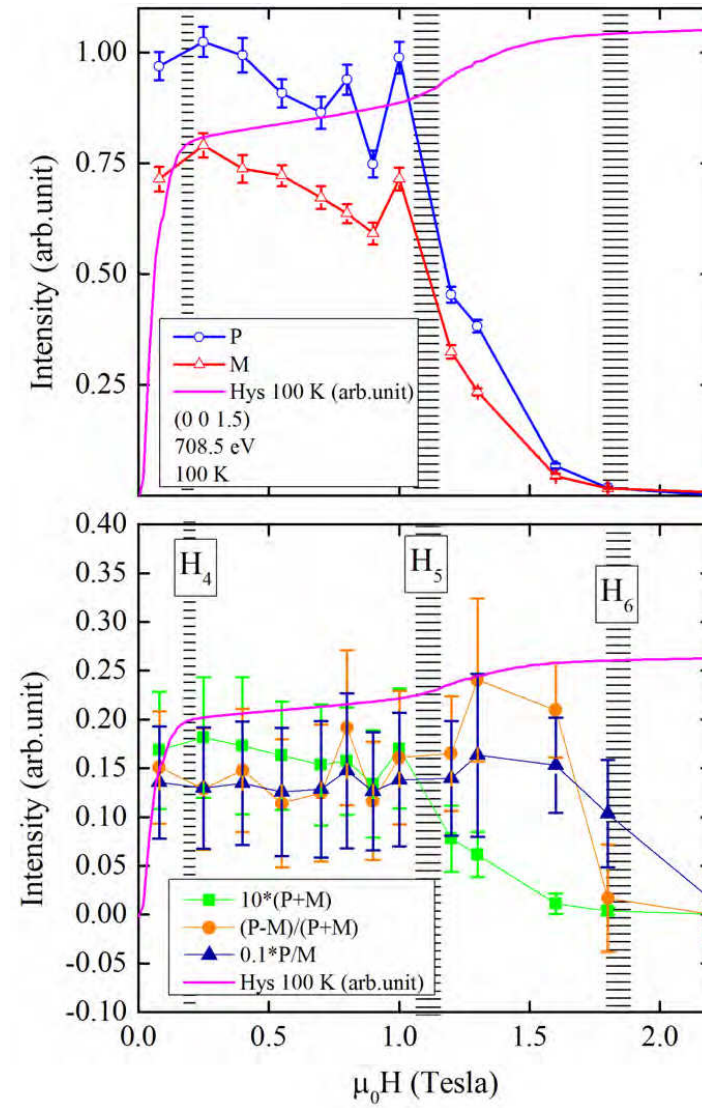 1.00
0.75
0.50
0.25
Intensity (arb.unit)
P
M
Hys 100 K (arb.unit)
(0 0 1.5)
708.5 eV
100 K
0.40
0.35
0.30
0.25
0.20
0.15
0.10
0.05
0.00
-0.05
-0.10
Intensity (arb.unit)
H4
H5
H6
10*(P+M)
(P-M)/(P+M)
0.1*P/M
Hys 100 K (arb.unit)
0.0 0.5 1.0 1.5 2.0
μ0H (Tesla)